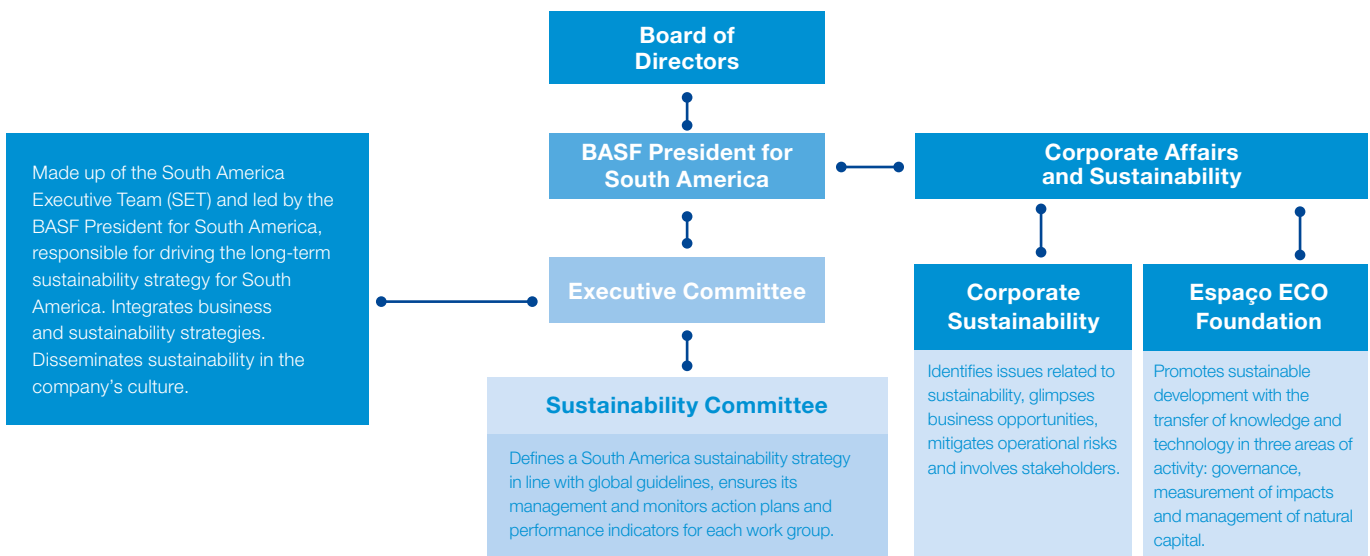 Board of
Directors
BASF President for
South America
Corporate Affairs
and Sustainability
Made up of the South America
Executive Team (SET) and led by the
BASF President for South America,
responsible for driving the long-term
sustainability strategy for South
America. Integrates business
and sustainability strategies.
Disseminates sustainability in the
company’s culture.
Executive Committee
Sustainability Committee
Defines a South America sustainability strategy
in line with global guidelines, ensures its
management and monitors action plans and
performance indicators for each work group.
Corporate
Sustainability
Identifies issues related to
sustainability, glimpses
business opportunities,
mitigates operational risks
and involves stakeholders.
Espaço ECO
Foundation
Promotes sustainable
development with the
transfer of knowledge and
technology in three areas of
activity: governance,
measurement of impacts
and management of natural
capital.